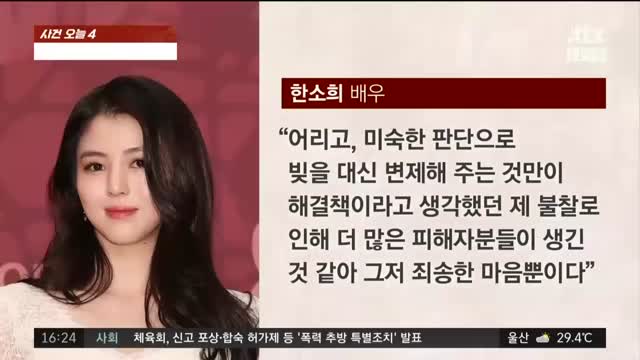 사건 오늘 4
한소희 배우
“어리고, 미숙한 판단으로
빚을 대신 변제해 주는 것만이
해결책이라고 생각했던 제 불찰로
인해 더 많은 피해자분들이 생긴
것 같아 그저 죄송한 마음뿐이다”
16:24 사회 체육회, 신고 포상·합숙 허가제 등 ‘폭력 추방 특별조치’ 발표 울산 29.4℃